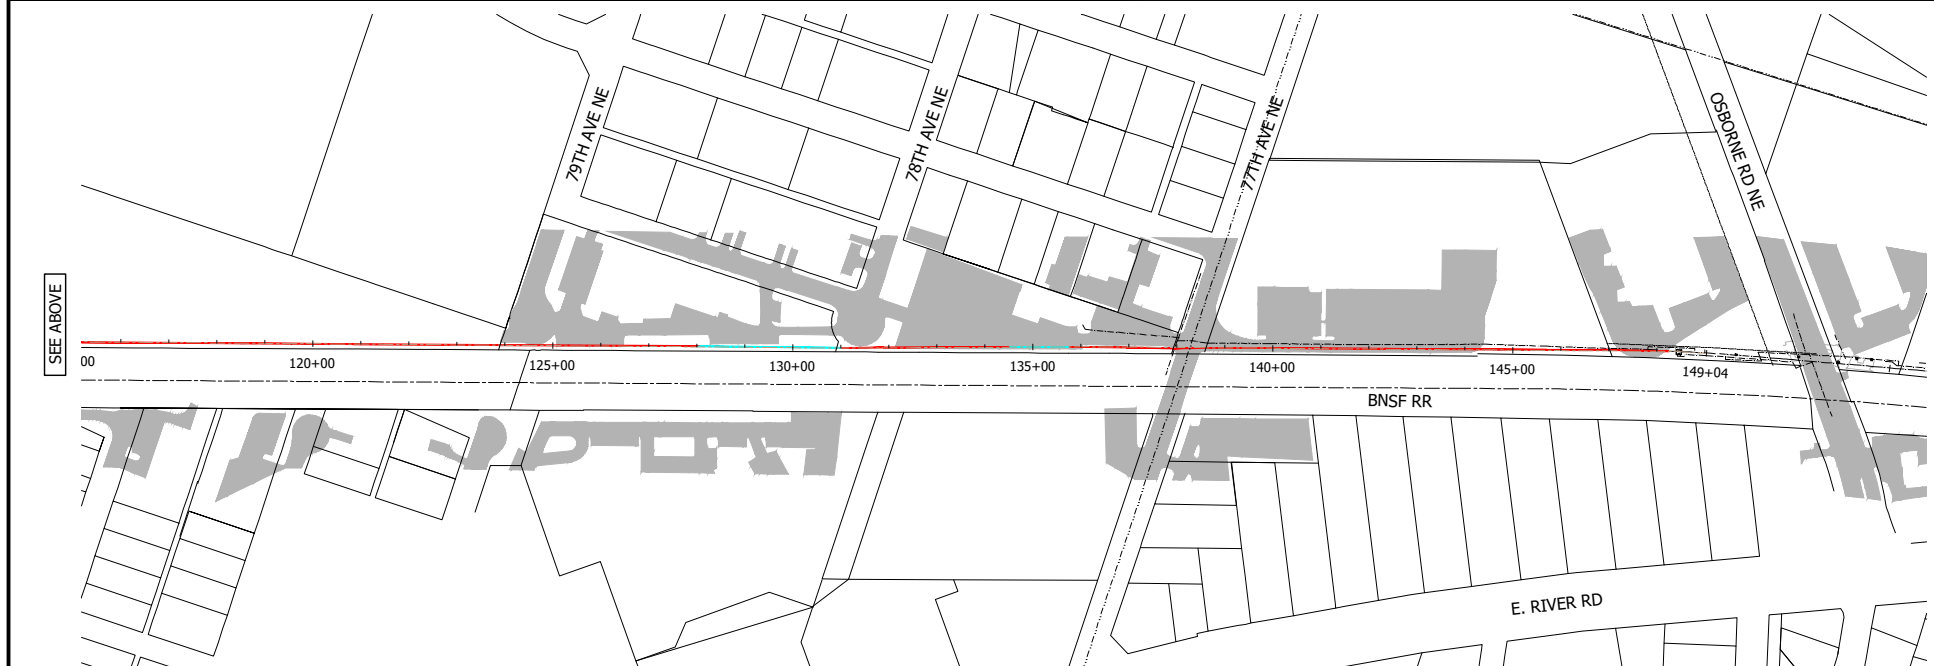 79TH AVE NE
78TH AVE NE
77TH AVE NE
OSBORNE RD NE
SEE ABOVE
00
120+00
125+00
130+00
135+00
140+00
145+00
149+04
BNSF RR
E. RIVER RD